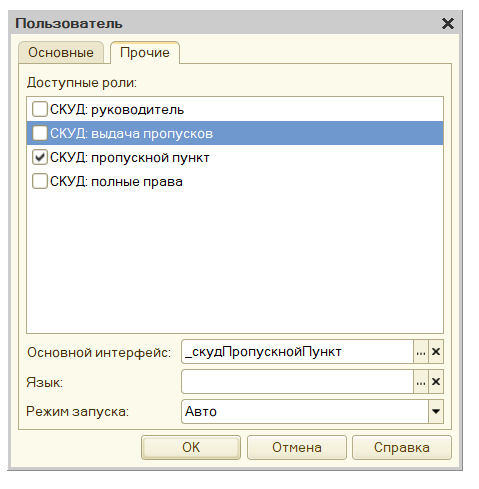 Пользователь
Основные Прочие
Доступные роли:
СКУД: руководитель
СКУД: выдача пропусков
СКУД: пропускной пункт
СКУД: полные права
Основной интерфейс: _скудПропускнойПункт ...
Язык: ...
Режим запуска: Авто
OK Отмена Справка